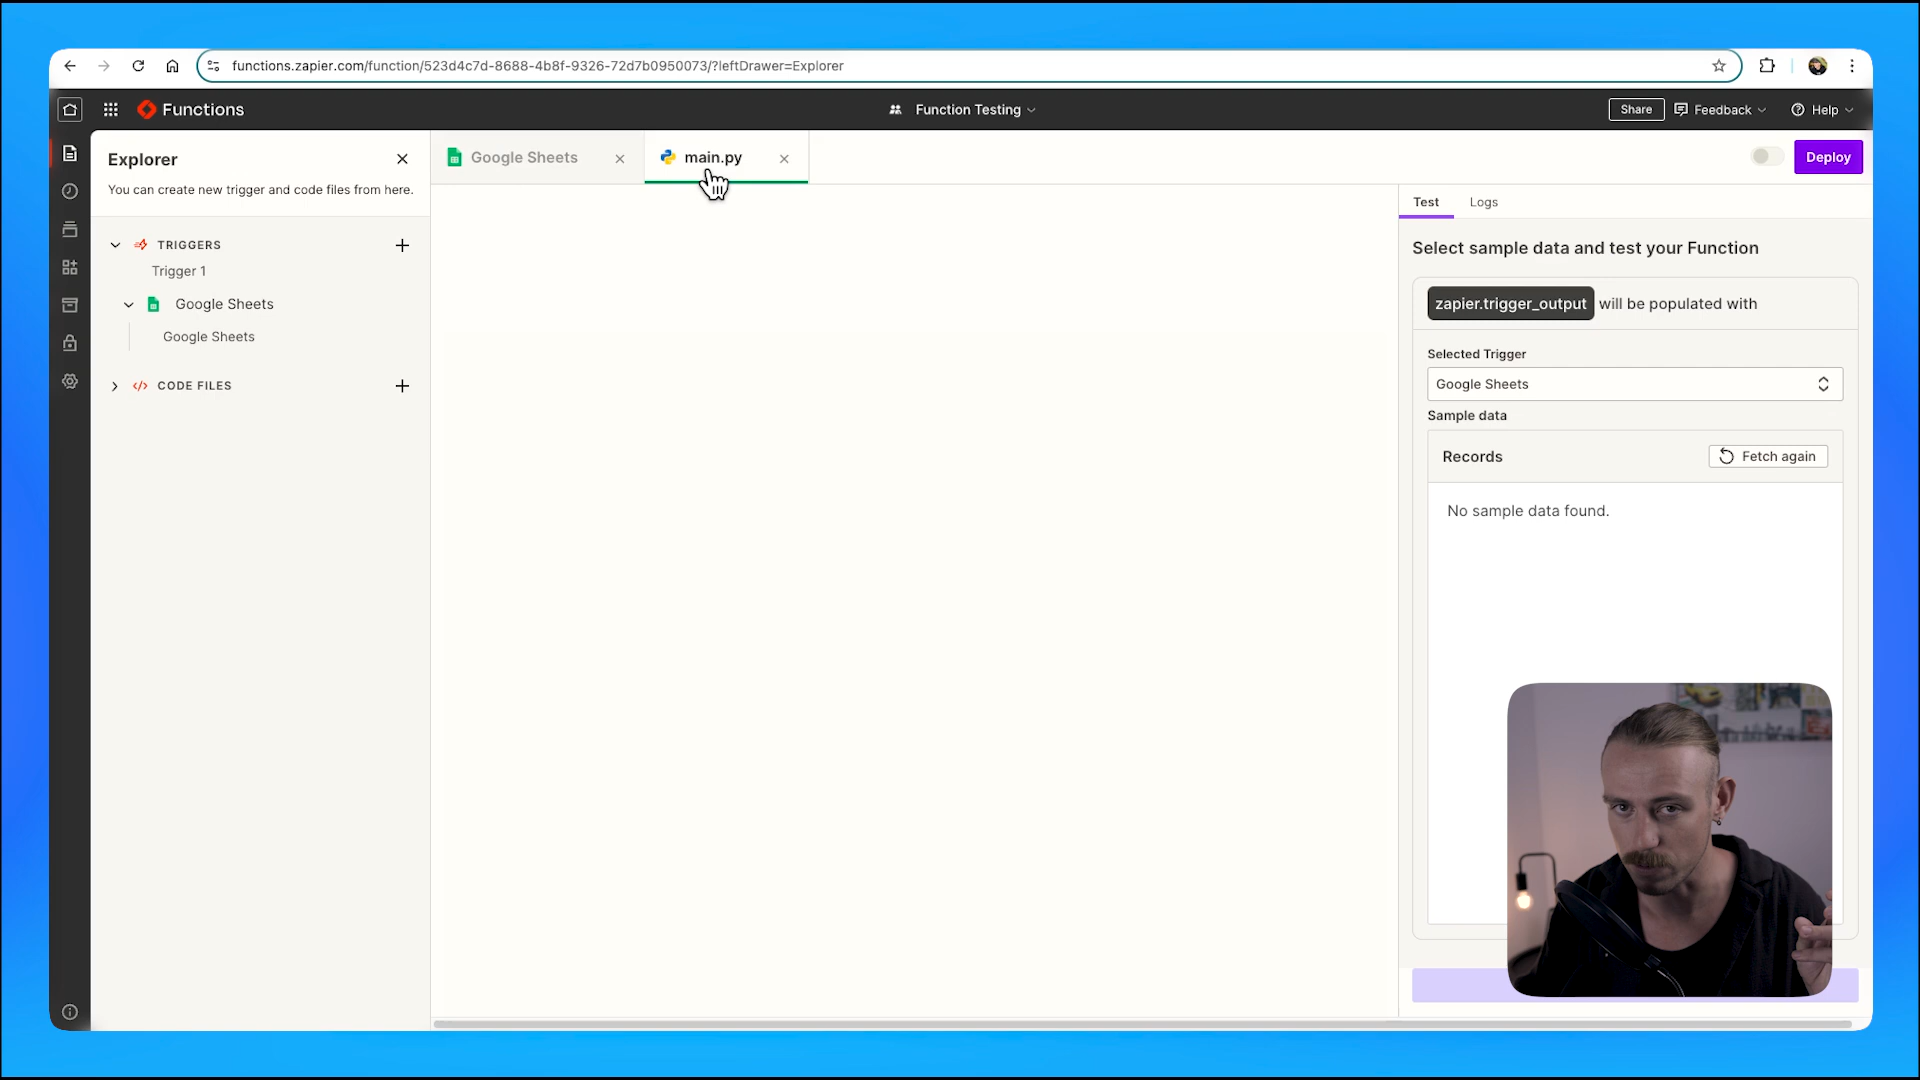 functions.zapier.com/function/523d4c7d-8688-4b8f-9326-72d7b0950073/?leftDrawer=Explorer
Functions
Function Testing
Share
Feedback
Help
Explorer
You can create new trigger and code files from here.
TRIGGERS
Trigger 1
Google Sheets
Google Sheets
CODE FILES
Google Sheets
main.py
Deploy
Test
Logs
Select sample data and test your Function
zapier.trigger_output will be populated with
Selected Trigger
Google Sheets
Sample data
Records
Fetch again
No sample data found.